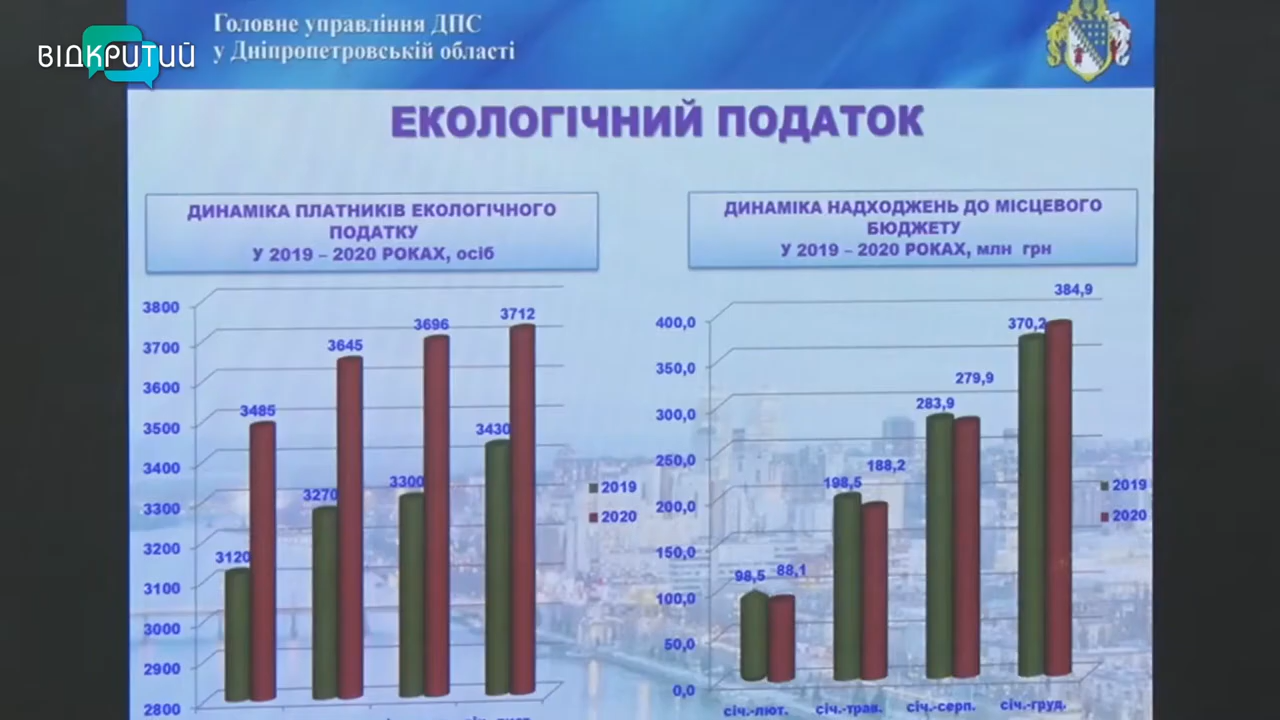 ВІДКРИТИЙ
Головне управління ДПС
у Дніпропетровській області
ЕКОЛОГІЧНИЙ ПОДАТОК
ДИНАМІКА ПЛАТНИКІВ ЕКОЛОГІЧНОГО
ПОДАТКУ
У 2019 – 2020 РОКАХ, осіб
3800
3700
3600
3500
3400
3300
3200
3100
3000
2900
2800
3120
3485
3270
3645
3300
3696
3430
3712
2019
2020
ДИНАМІКА НАДХОДЖЕНЬ ДО МІСЦЕВОГО
БЮДЖЕТУ
У 2019 – 2020 РОКАХ, млн грн
400,0
350,0
300,0
250,0
200,0
150,0
100,0
50,0
0,0
98,5
88,1
198,5
188,2
283,9
279,9
370,2
384,9
січ.-лют.
січ.-трав.
січ.-серп.
січ.-груд.
2019
2020